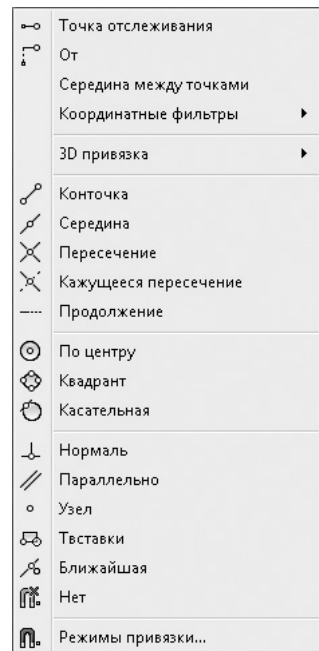 Точка отслеживания
От
Середина между точками
Координатные фильтры
3D привязка
Конточка
Середина
Пересечение
Кажущееся пересечение
Продолжение
По центру
Квадрант
Касательная
Нормаль
Параллельно
Узел
Твставки
Ближайшая
Нет
Режимы привязки...